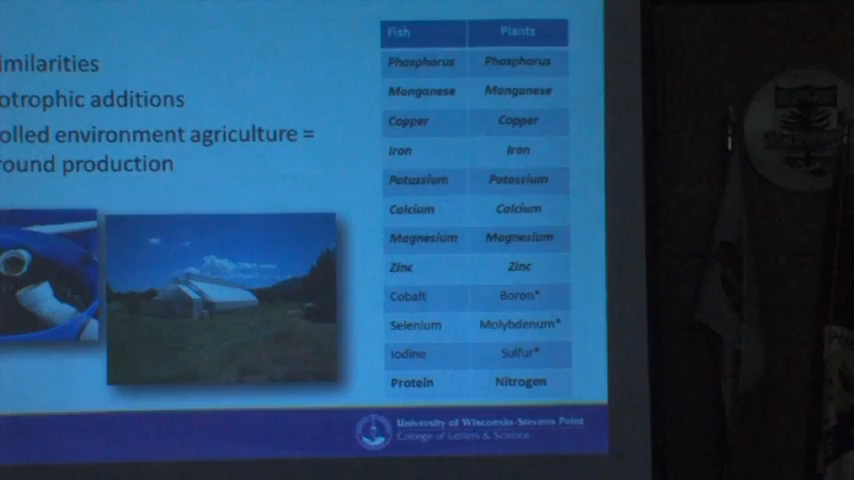 imilarities
otrophic additions
olled environment agriculture =
round production
Fish Plants
Phosphorus Phosphorus
Manganese Manganese
Copper Copper
Iron Iron
Potassium Potassium
Calcium Calcium
Magnesium Magnesium
Zinc Zinc
Cobalt Boron*
Selenium Molybdenum*
Iodine Sulfur*
Protein Nitrogen
University of Wisconsin-Stevens Point
College of Letters & Science